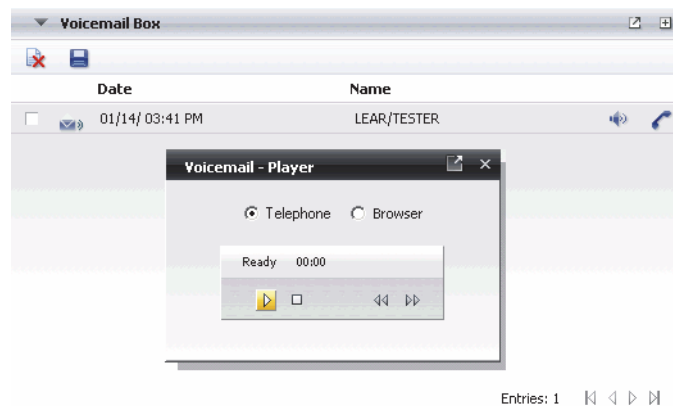 Voicemail Box
Date Name
01/14/ 03:41 PM LEAR/TESTER
Voicemail - Player
Telephone Browser
Ready 00:00
Entries: 1